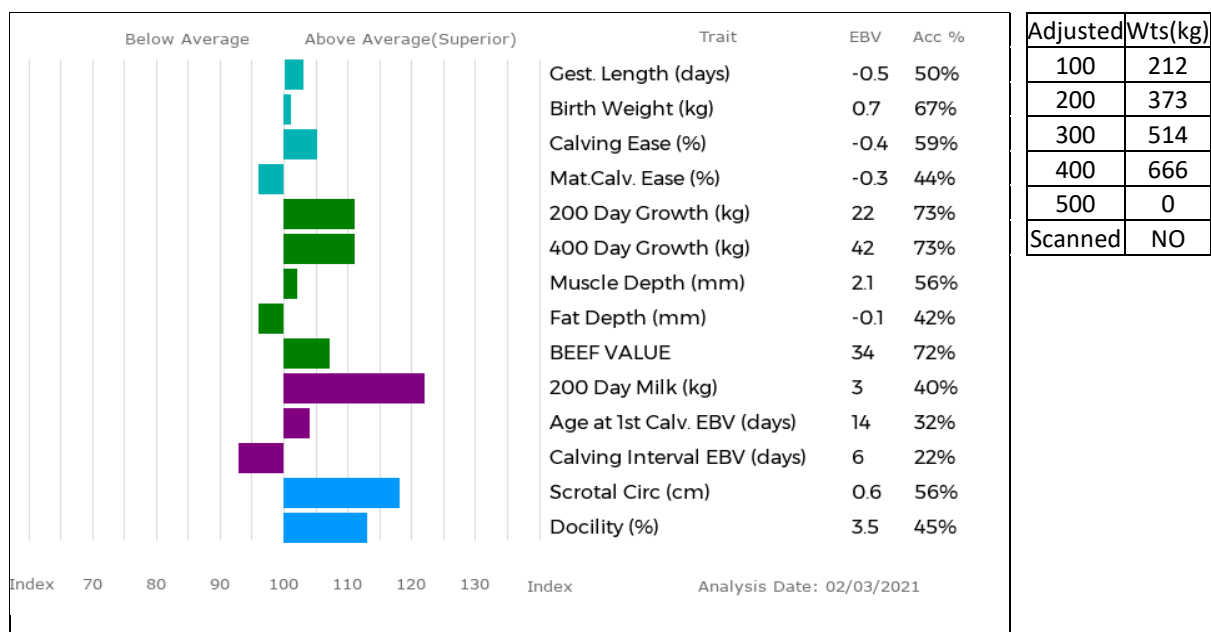 Below Average Above Average(Superior) Trait EBV Acc %
Gest. Length (days) -0.5 50%
Birth Weight (kg) 0.7 67%
Calving Ease (%) -0.4 59%
Mat.Calv. Ease (%) -0.3 44%
200 Day Growth (kg) 22 73%
400 Day Growth (kg) 42 73%
Muscle Depth (mm) 2.1 56%
Fat Depth (mm) -0.1 42%
BEEF VALUE 34 72%
200 Day Milk (kg) 3 40%
Age at 1st Calv. EBV (days) 14 32%
Calving Interval EBV (days) 6 22%
Scrotal Circ (cm) 0.6 56%
Docility (%) 3.5 45%
Index 70 80 90 100 110 120 130 Index Analysis Date: 02/03/2021
Adjusted Wts(kg)
100 212
200 373
300 514
400 666
500 0
Scanned NO